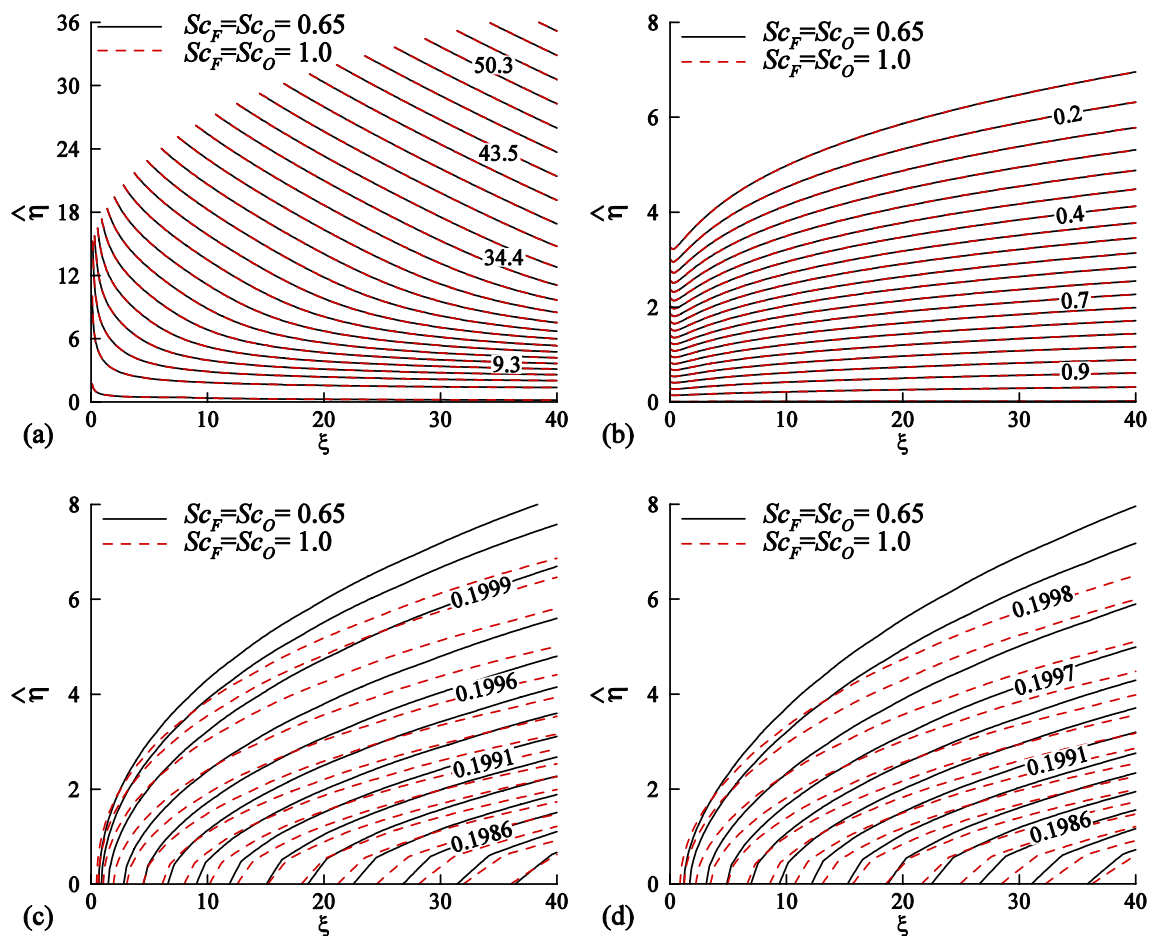 36
30
24
18
12
6
0
η̂
Sc_F=Sc_O= 0.65
Sc_F=Sc_O= 1.0
50.3
43.5
34.4
9.3
0 10 20 30 40
ξ
(a)
8
6
4
2
0
η̂
Sc_F=Sc_O= 0.65
Sc_F=Sc_O= 1.0
0.2
0.4
0.7
0.9
0 10 20 30 40
ξ
(b)
8
6
4
2
0
η̂
Sc_F=Sc_O= 0.65
Sc_F=Sc_O= 1.0
0.1999
0.1996
0.1991
0.1986
0 10 20 30 40
ξ
(c)
8
6
4
2
0
η̂
Sc_F=Sc_O= 0.65
Sc_F=Sc_O= 1.0
0.1998
0.1997
0.1991
0.1986
0 10 20 30 40
ξ
(d)